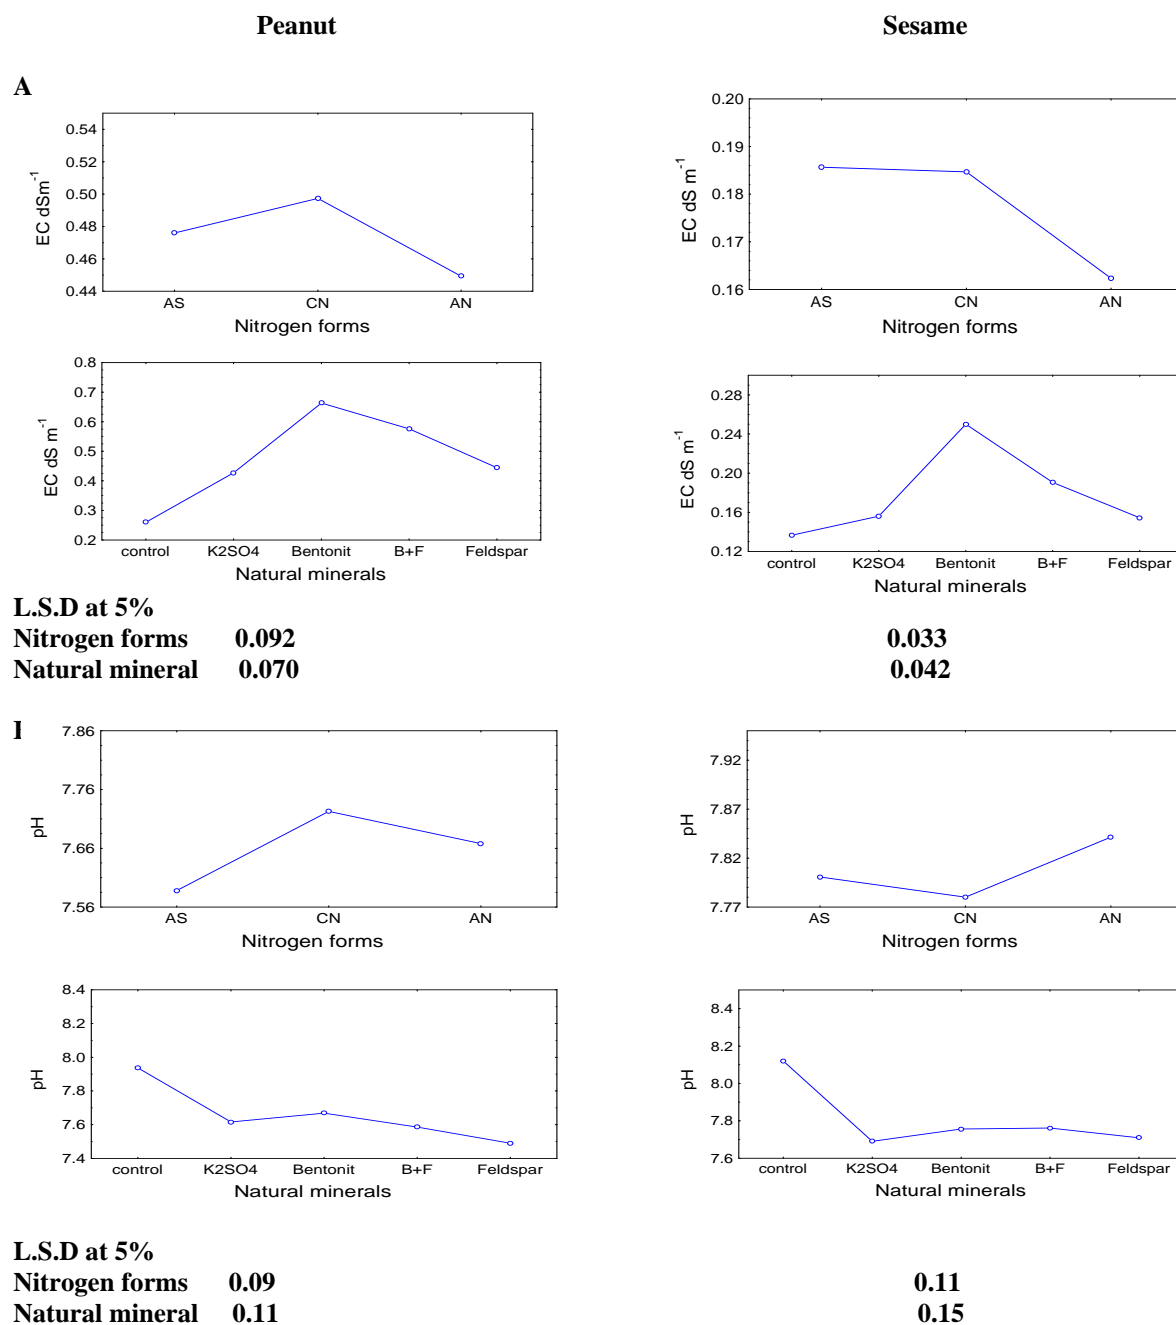 Peanut Sesame
A
0.54
0.52
0.50
0.48
0.46
0.44
EC dSm-1
AS CN AN
Nitrogen forms
0.20
0.19
0.18
0.17
0.16
EC dS m-1
AS CN AN
Nitrogen forms
0.8
0.7
0.6
0.5
0.4
0.3
0.2
EC dS m-1
control K2SO4 Bentonit B+F Feldspar
Natural minerals
0.28
0.24
0.20
0.16
0.12
EC dS m-1
control K2SO4 Bentonit B+F Feldspar
Natural minerals
L.S.D at 5%
Nitrogen forms 0.092 0.033
Natural mineral 0.070 0.042
7.86
7.76
7.66
7.56
pH
AS CN AN
Nitrogen forms
7.92
7.87
7.82
7.77
pH
AS CN AN
Nitrogen forms
8.4
8.2
8.0
7.8
7.6
7.4
pH
control K2SO4 Bentonit B+F Feldspar
Natural minerals
8.4
8.2
8.0
7.8
7.6
pH
control K2SO4 Bentonit B+F Feldspar
Natural minerals
L.S.D at 5%
Nitrogen forms 0.09 0.11
Natural mineral 0.11 0.15